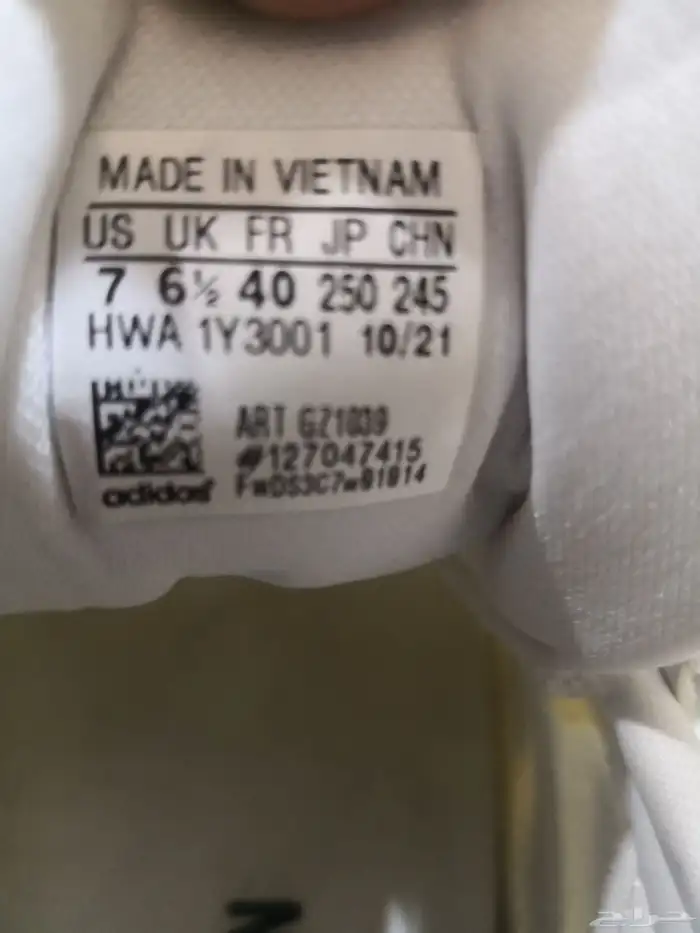 MADE IN VIETNAM
US UK FR JP CHN
7 6½ 40 250 245
HWA 1Y3001 10/21
ART GZ1039
#127047415
adidas
حراج